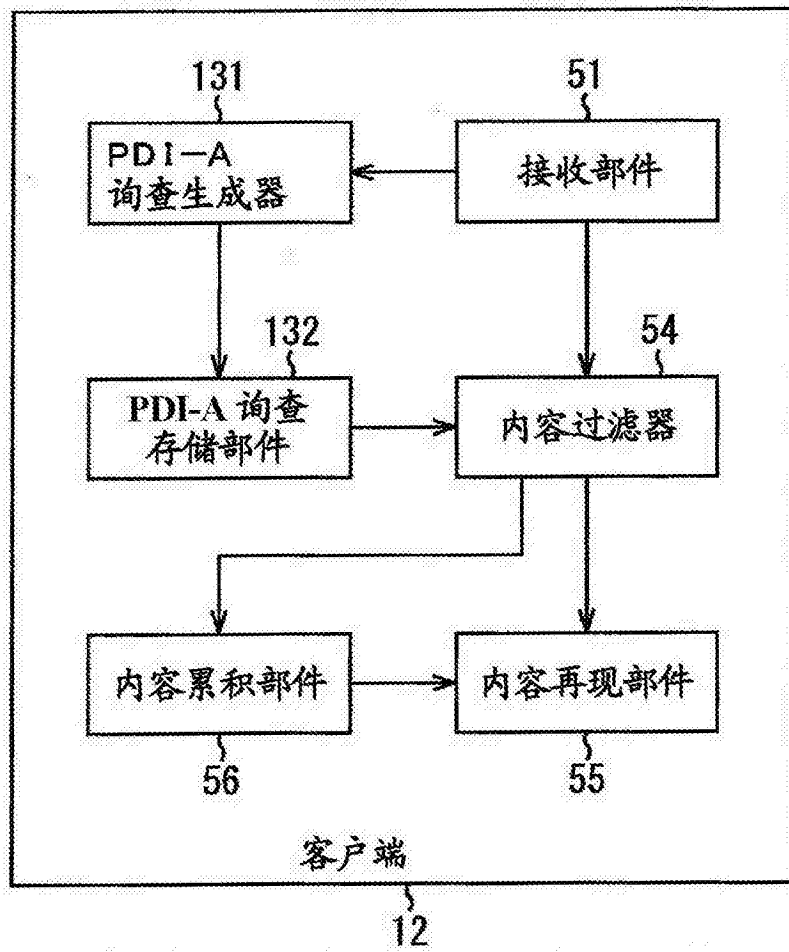 131
51
PDI-A
询查生成器
接收部件
132
54
PDI-A 询查
存储部件
内容过滤器
内容累积部件
内容再现部件
56
55
客户端
12